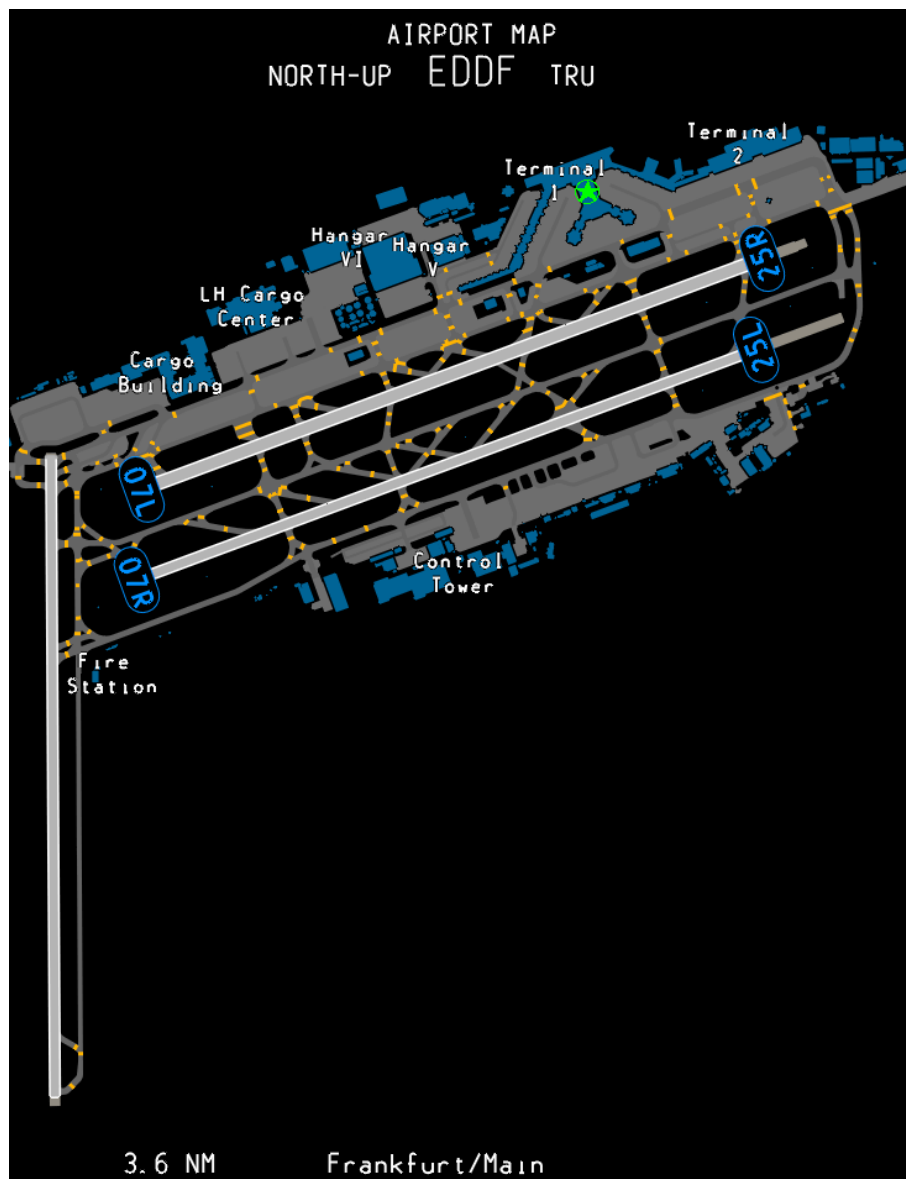 AIRPORT MAP
NORTH-UP EDDF TRU
Terminal
2
Terminal
1
Hangar
VI
Hangar
V
25R
LH Cargo
Center
25L
Cargo
Building
07L
07R
Control
Tower
Fire
Station
3.6 NM Frankfurt/Main